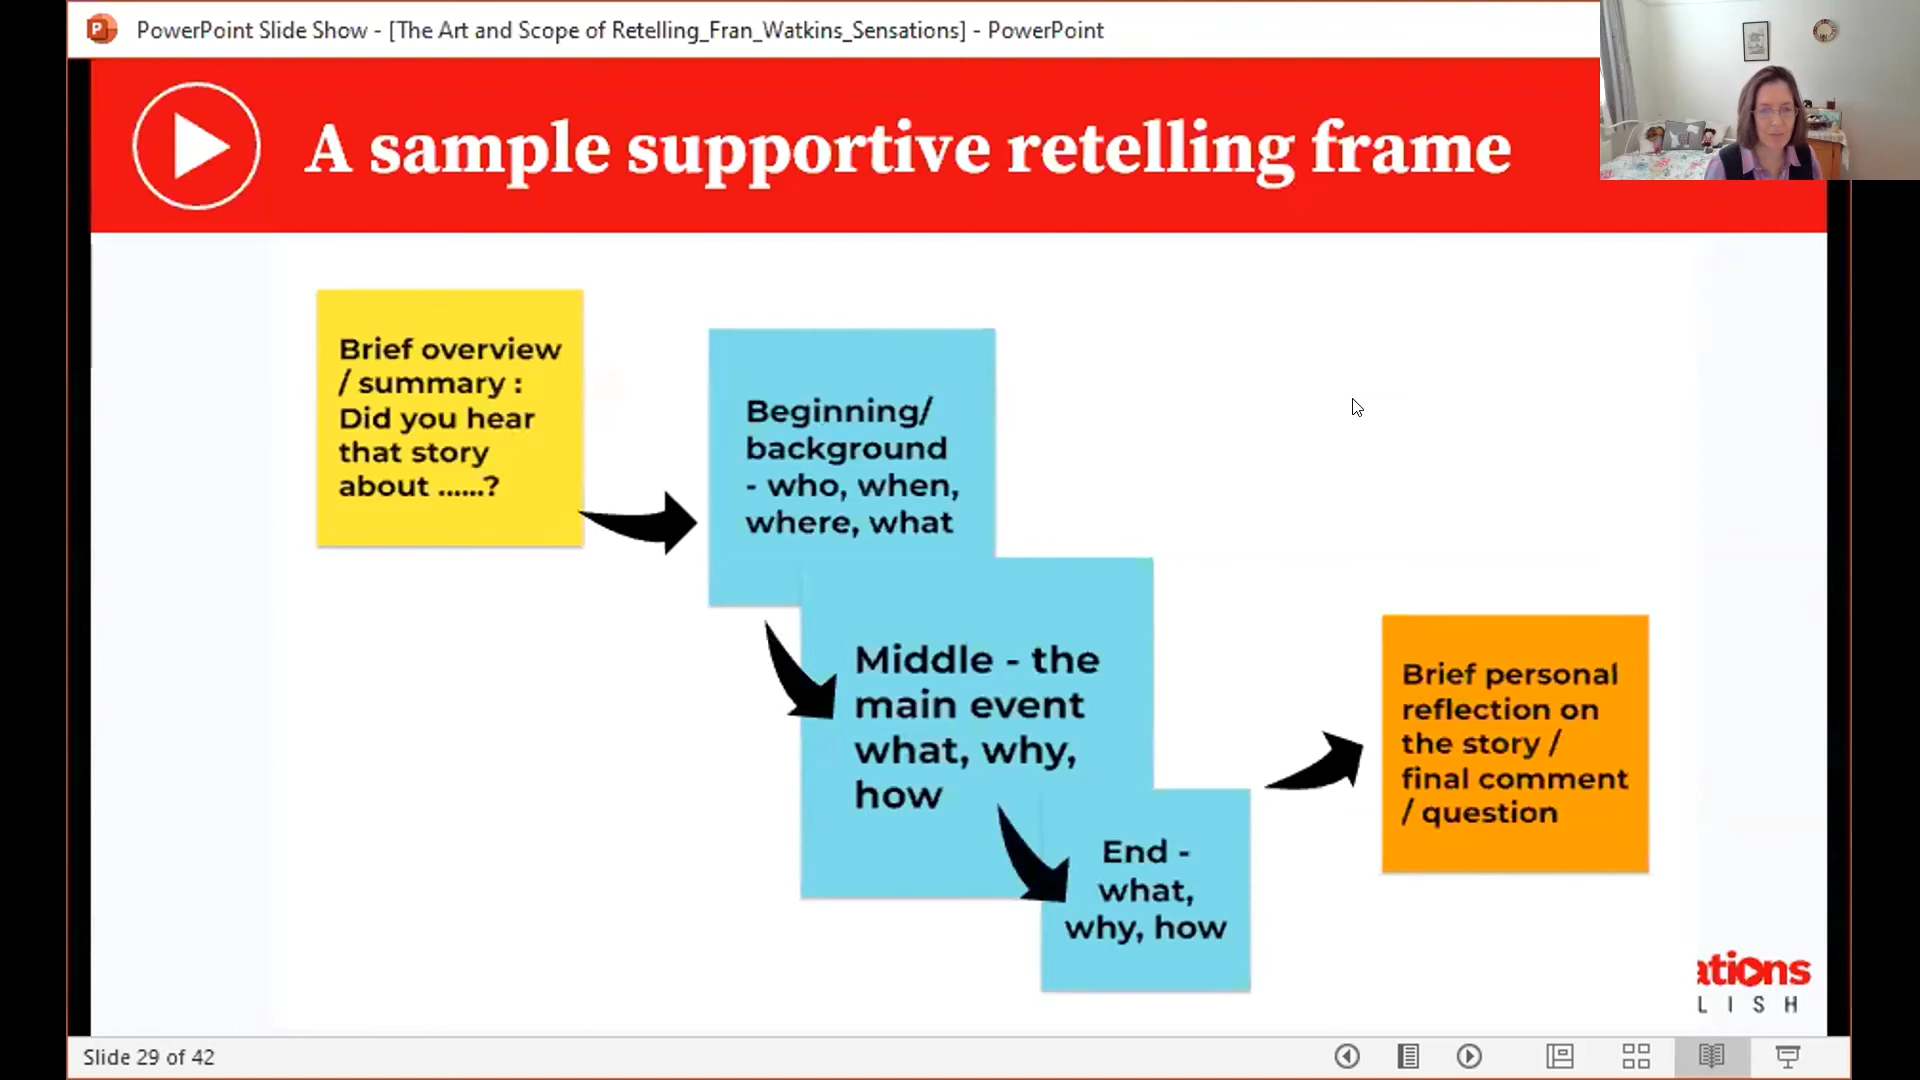 PowerPoint Slide Show - [The Art and Scope of Retelling_Fran_Watkins_Sensations] - PowerPoint
A sample supportive retelling frame
Brief overview
/ summary :
Did you hear
that story
about ......?
Beginning/
background
- who, when,
where, what
Middle - the
main event
what, why,
how
End -
what,
why, how
Brief personal
reflection on
the story /
final comment
/ question
ations
LISH
Slide 29 of 42